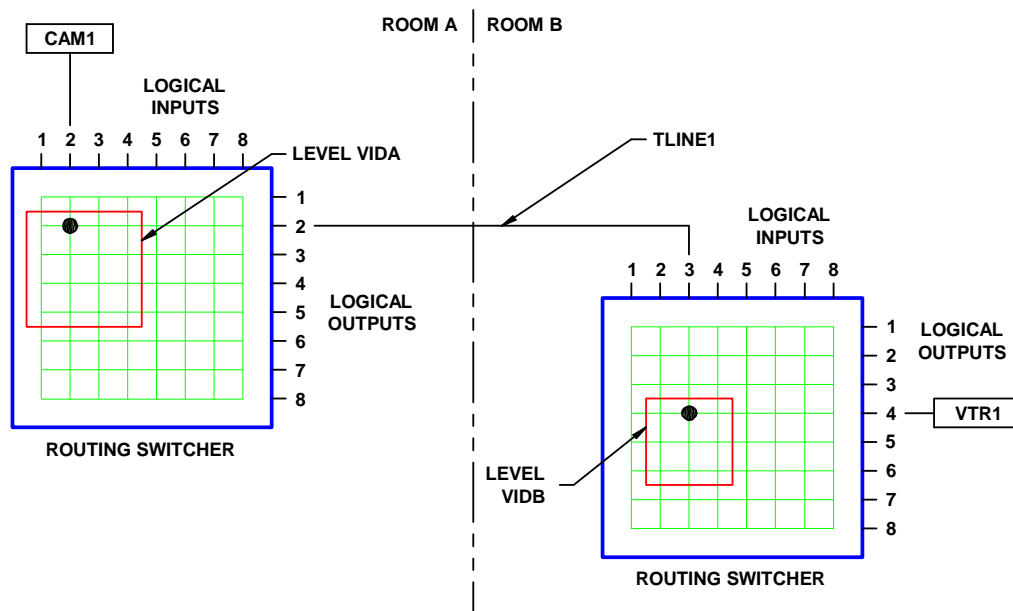 ROOM A
ROOM B
CAM1
LOGICAL
INPUTS
1 2 3 4 5 6 7 8
LEVEL VIDA
TLINE1
1
2
3
4
5
6
7
8
LOGICAL
OUTPUTS
ROUTING SWITCHER
LOGICAL
INPUTS
1 2 3 4 5 6 7 8
1
2
3
4
5
6
7
8
LOGICAL
OUTPUTS
VTR1
LEVEL
VIDB
ROUTING SWITCHER